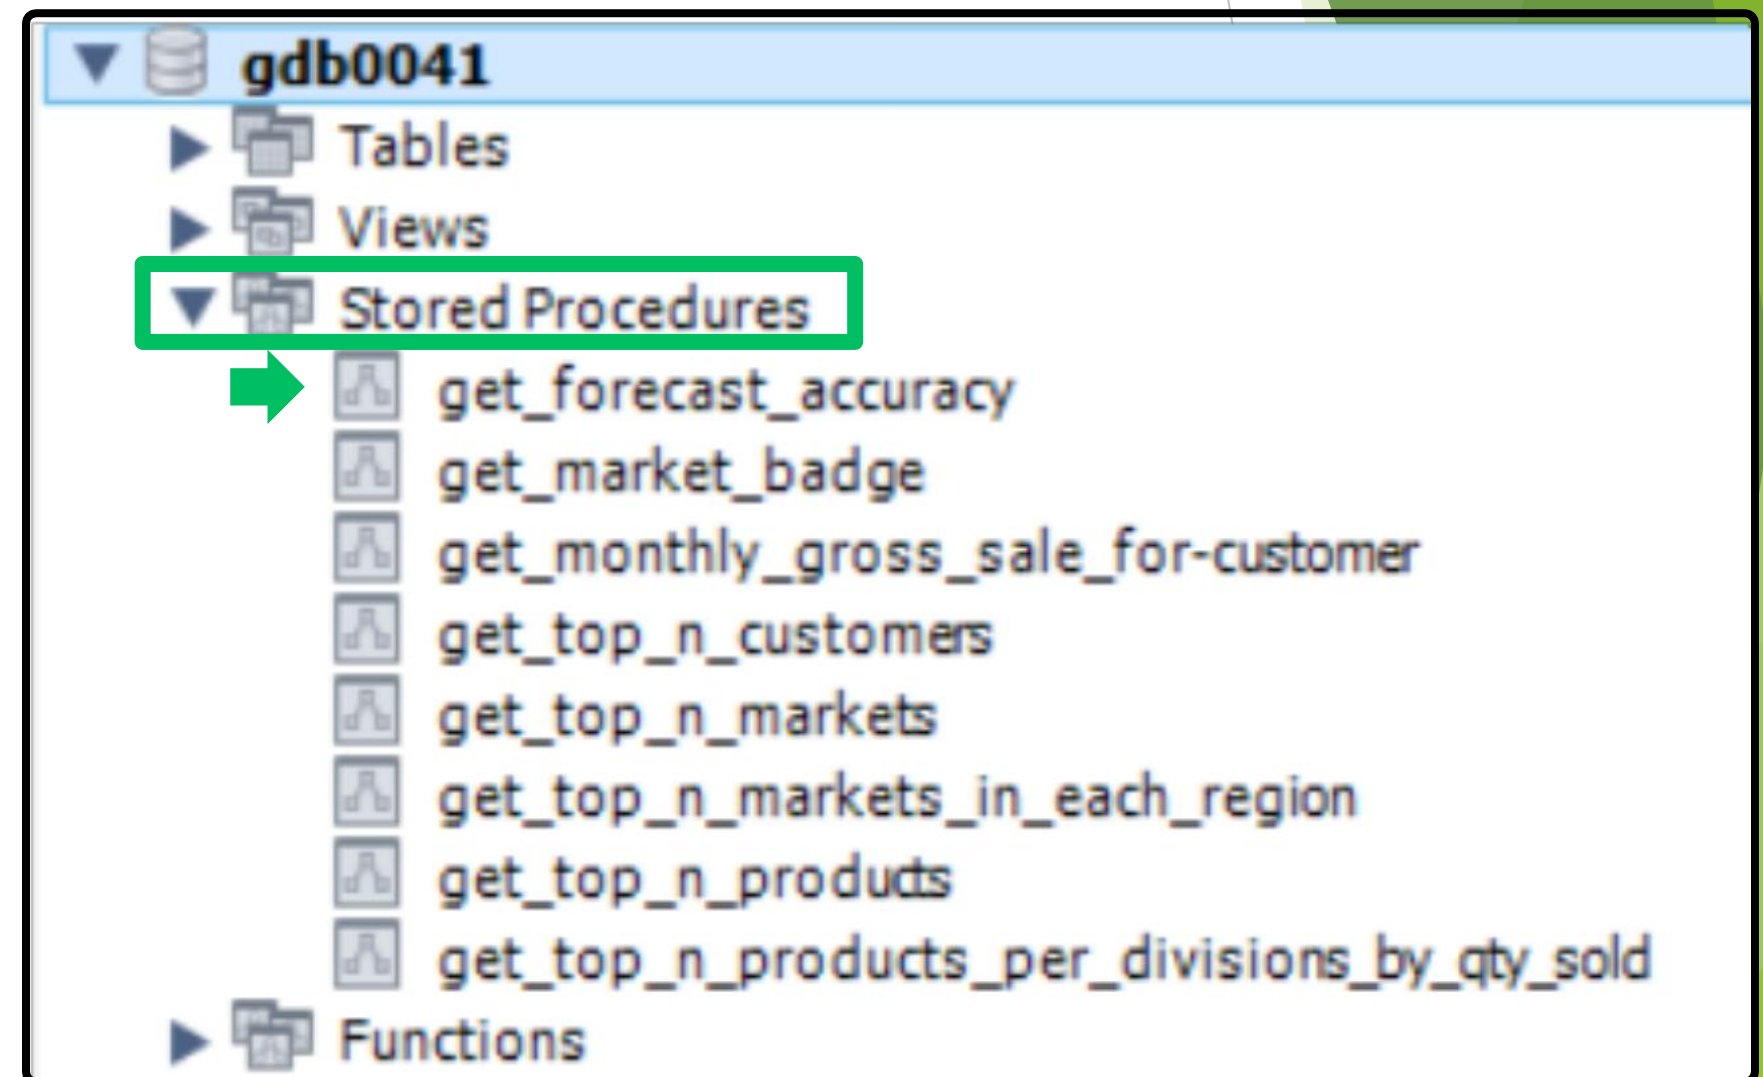 gdb0041
Tables
Views
Stored Procedures
get_forecast_accuracy
get_market_badge
get_monthly_gross_sale_for-customer
get_top_n_customers
get_top_n_markets
get_top_n_markets_in_each_region
get_top_n_products
get_top_n_products_per_divisions_by_qty_sold
Functions